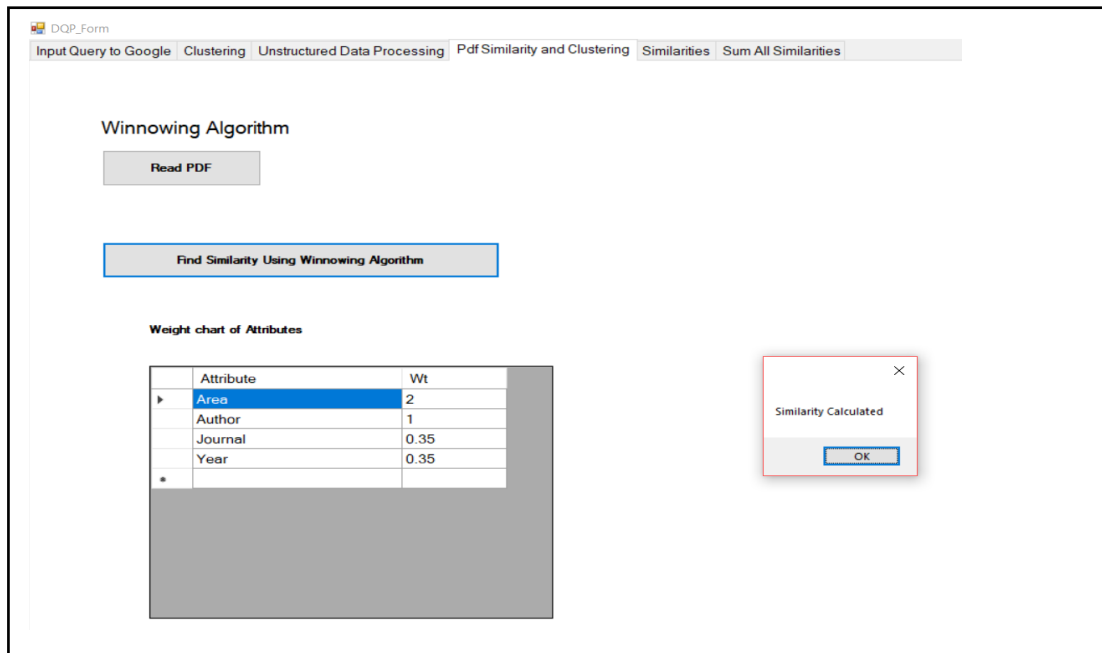 DQP_Form
Input Query to Google Clustering Unstructured Data Processing Pdf Similarity and Clustering Similarities Sum All Similarities
Winnowing Algorithm
Read PDF
Find Similarity Using Winnowing Algorithm
Weight chart of Attributes
Attribute Wt
Area 2
Author 1
Journal 0.35
Year 0.35
Similarity Calculated
OK